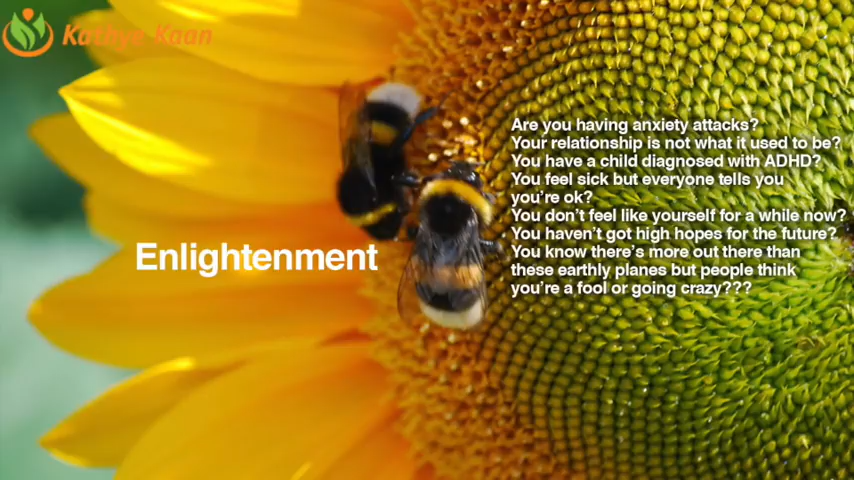 Kathye Kaan
Enlightenment
Are you having anxiety attacks?
Your relationship is not what it used to be?
You have a child diagnosed with ADHD?
You feel sick but everyone tells you
you're ok?
You don't feel like yourself for a while now?
You haven't got high hopes for the future?
You know there's more out there than
these earthly planes but people think
you're a fool or going crazy???